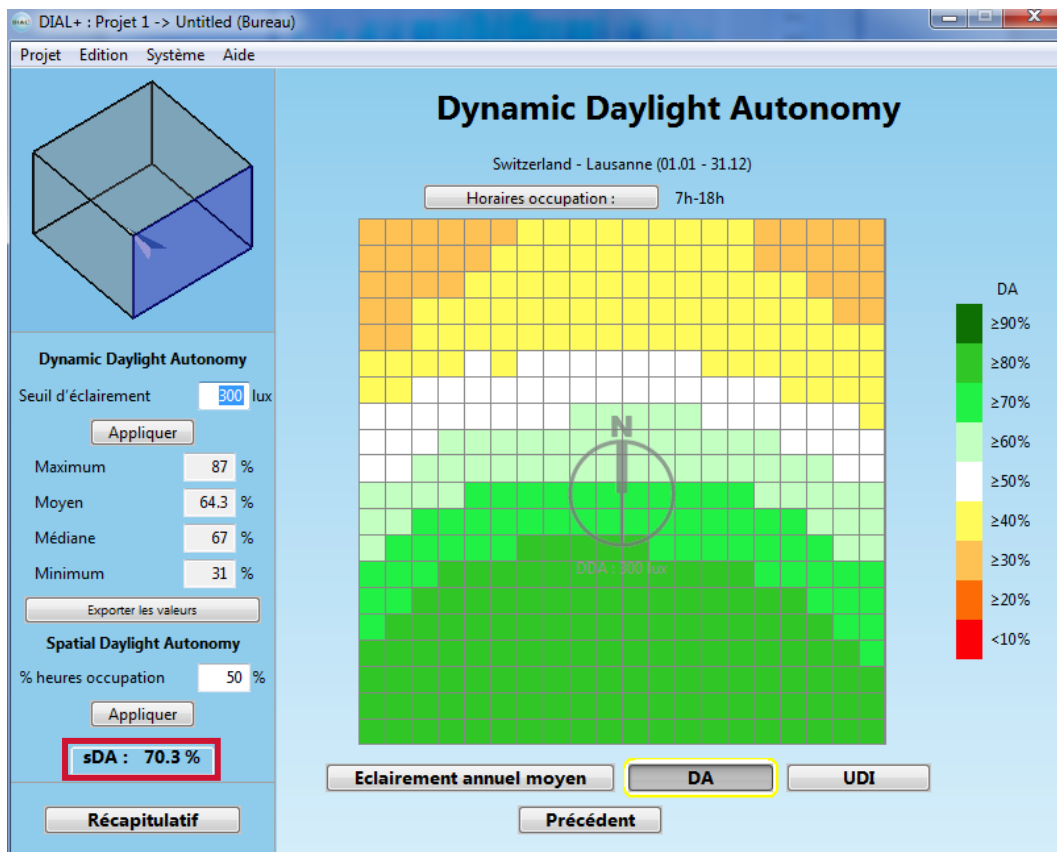 DIAL+ : Projet 1 -> Untitled (Bureau)
Projet Edition Système Aide
Dynamic Daylight Autonomy
Seuil d'éclairement 300 lux
Appliquer
Maximum 87 %
Moyen 64.3 %
Médiane 67 %
Minimum 31 %
Exporter les valeurs
Spatial Daylight Autonomy
% heures occupation 50 %
Appliquer
sDA : 70.3 %
Récapitulatif
Dynamic Daylight Autonomy
Switzerland - Lausanne (01.01 - 31.12)
Horaires occupation : 7h-18h
N
DDA : 300 lux
DA
≥90%
≥80%
≥70%
≥60%
≥50%
≥40%
≥30%
≥20%
<10%
Eclairement annuel moyen DA UDI
Précédent